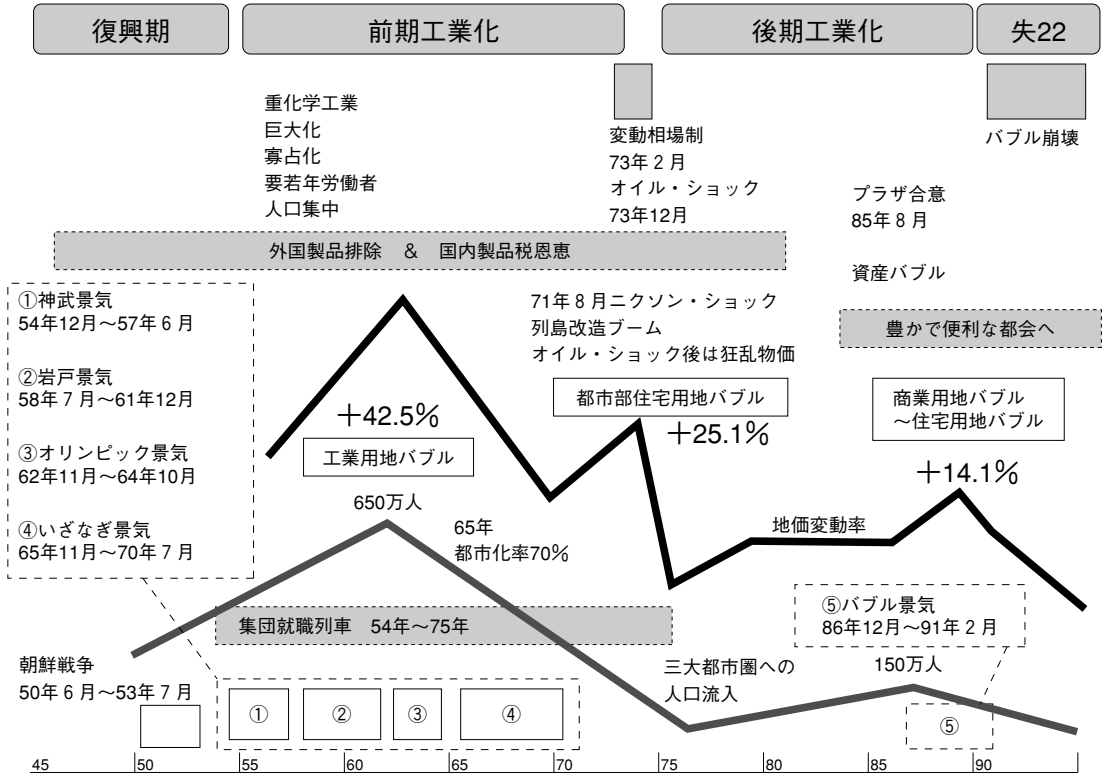 復興期
前期工業化
後期工業化
失22
重化学工業
巨大化
寡占化
要若年労働者
人口集中
変動相場制
73年2月
オイル・ショック
73年12月
バブル崩壊
プラザ合意
85年8月
資産バブル
外国製品排除 & 国内製品税恩恵
豊かで便利な都会へ
①神武景気
54年12月~57年6月
②岩戸景気
58年7月~61年12月
③オリンピック景気
62年11月~64年10月
④いざなぎ景気
65年11月~70年7月
71年8月ニクソン・ショック
列島改造ブーム
オイル・ショック後は狂乱物価
+42.5%
工業用地バブル
都市部住宅用地バブル
+25.1%
商業用地バブル
~住宅用地バブル
+14.1%
650万人
65年
都市化率70%
地価変動率
集団就職列車 54年~75年
⑤バブル景気
86年12月~91年2月
朝鮮戦争
50年6月~53年7月
三大都市圏への
人口流入
150万人
① ② ③ ④ ⑤
45 50 55 60 65 70 75 80 85 90